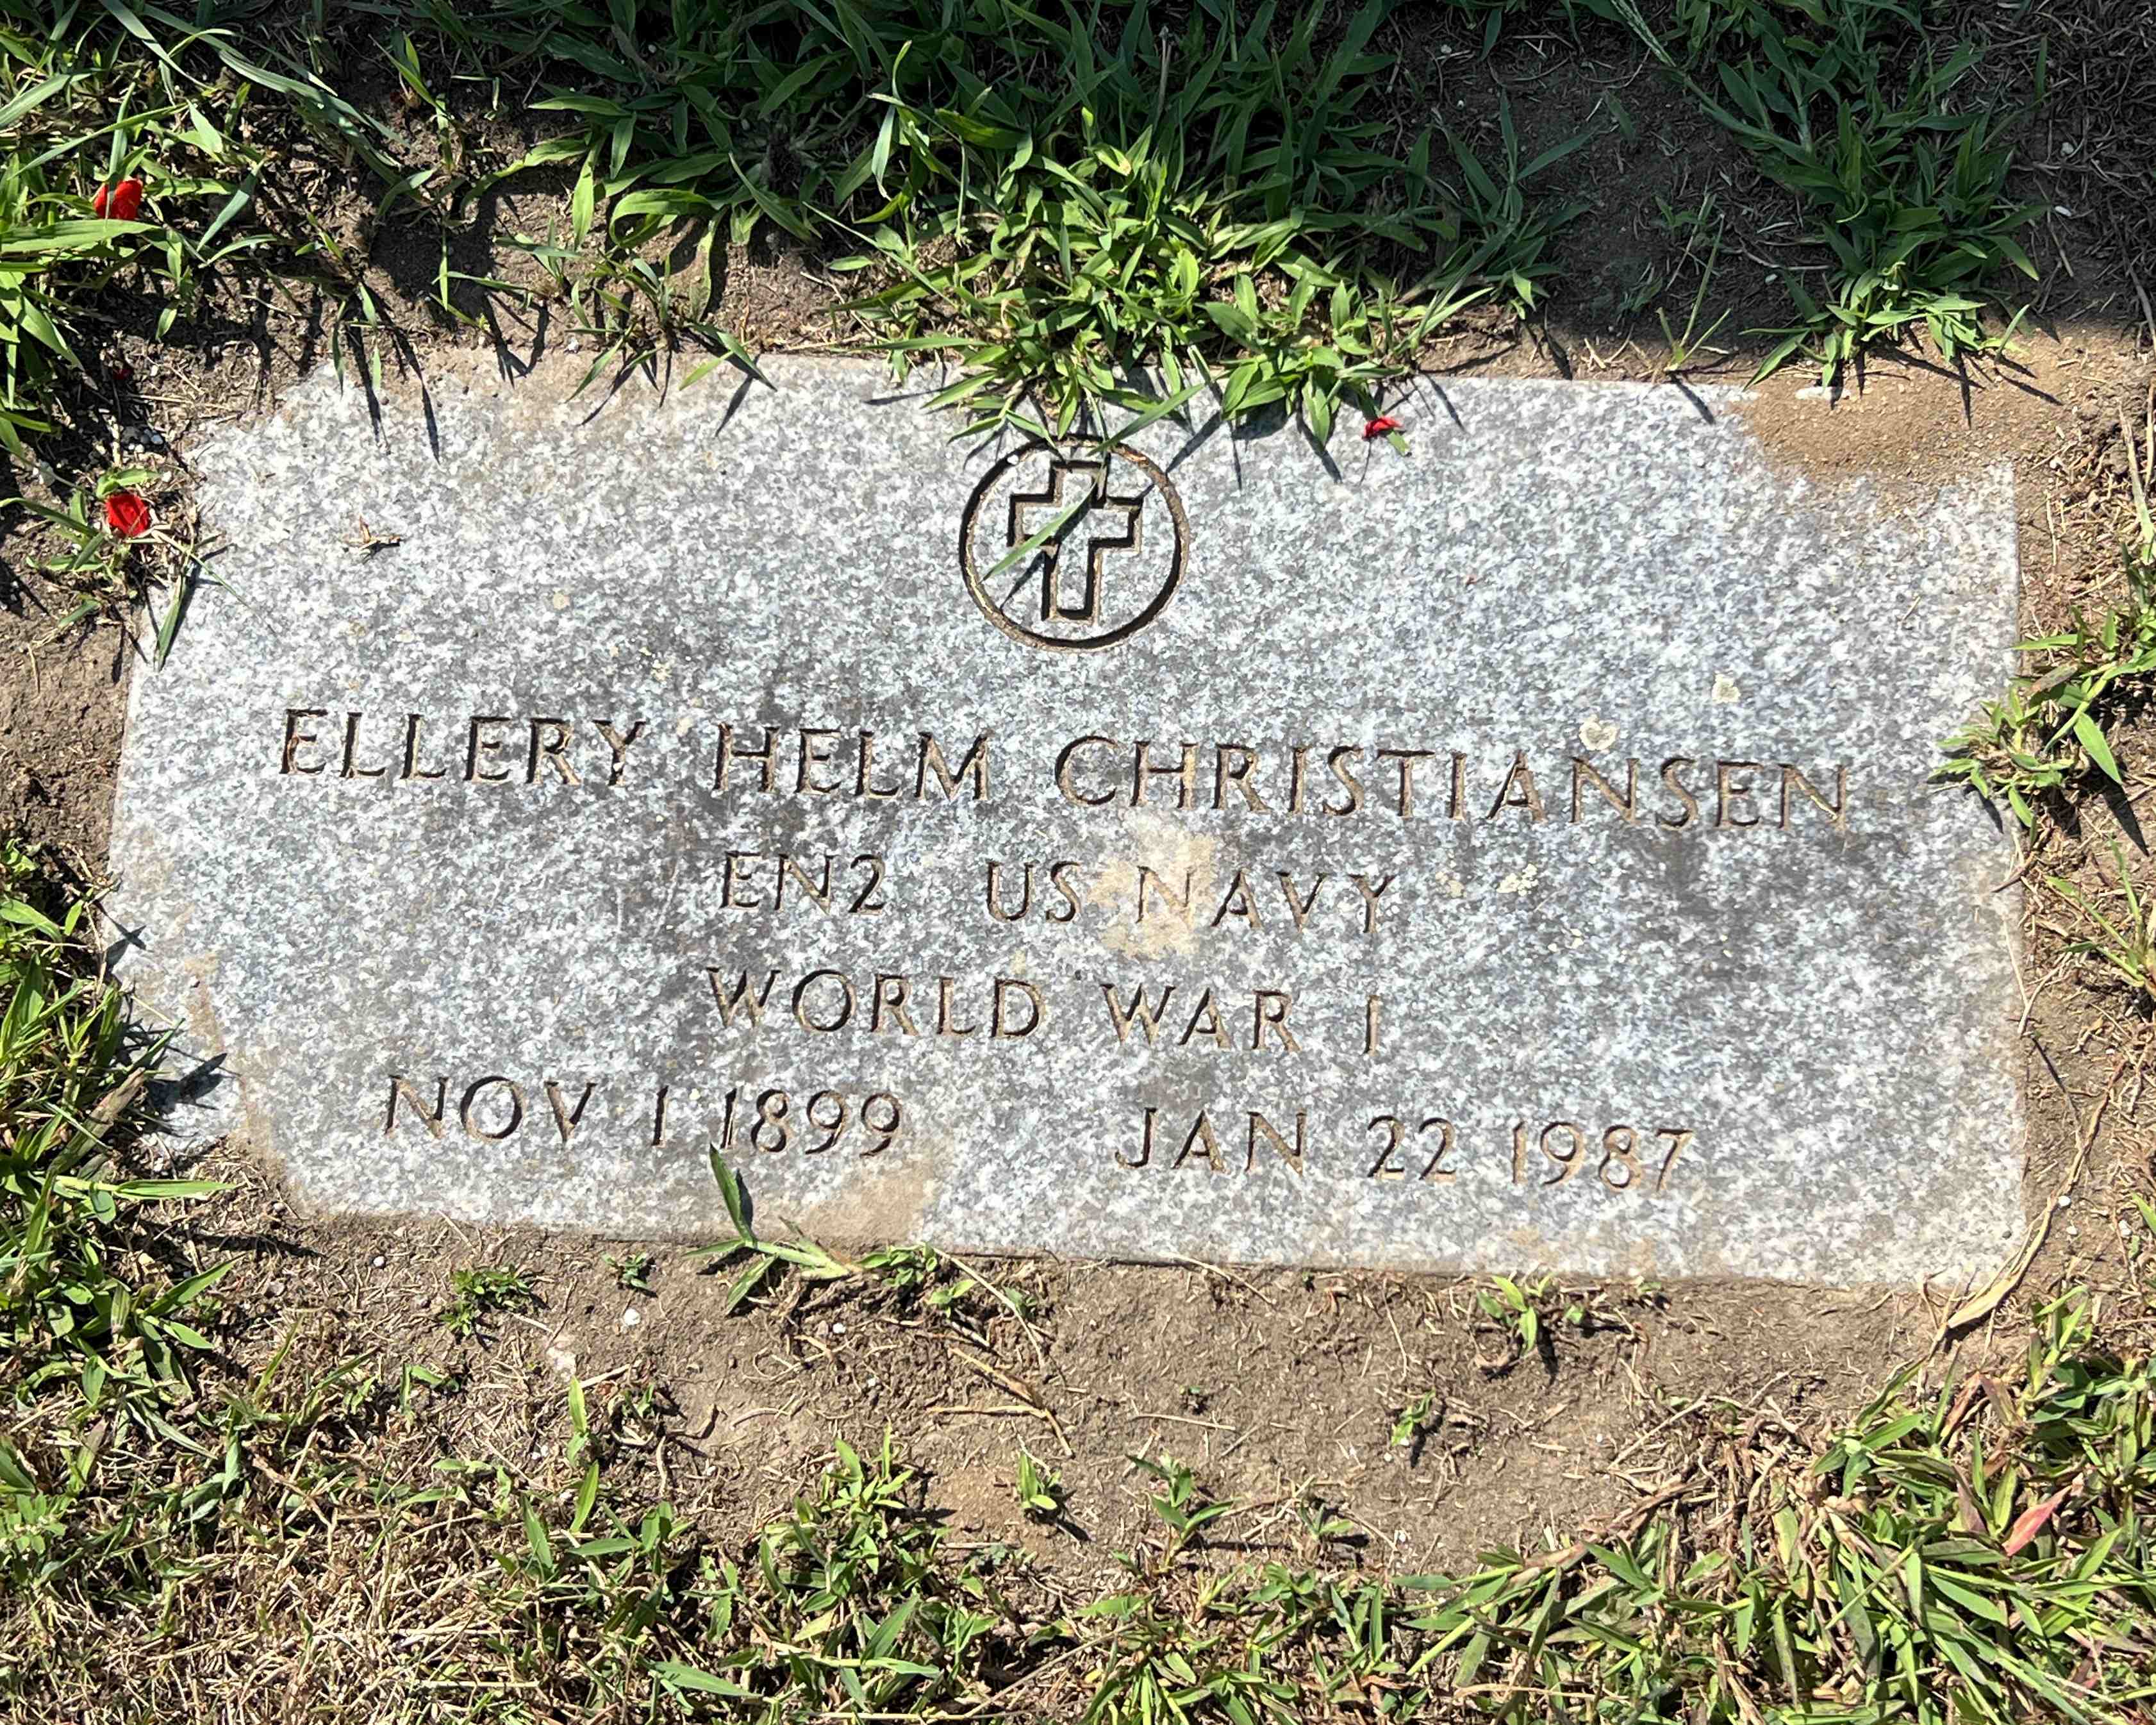 ELLERY HELM CHRISTIANSEN
EN2 US NAVY
WORLD WAR I
NOV 1 1899 JAN 22 1987